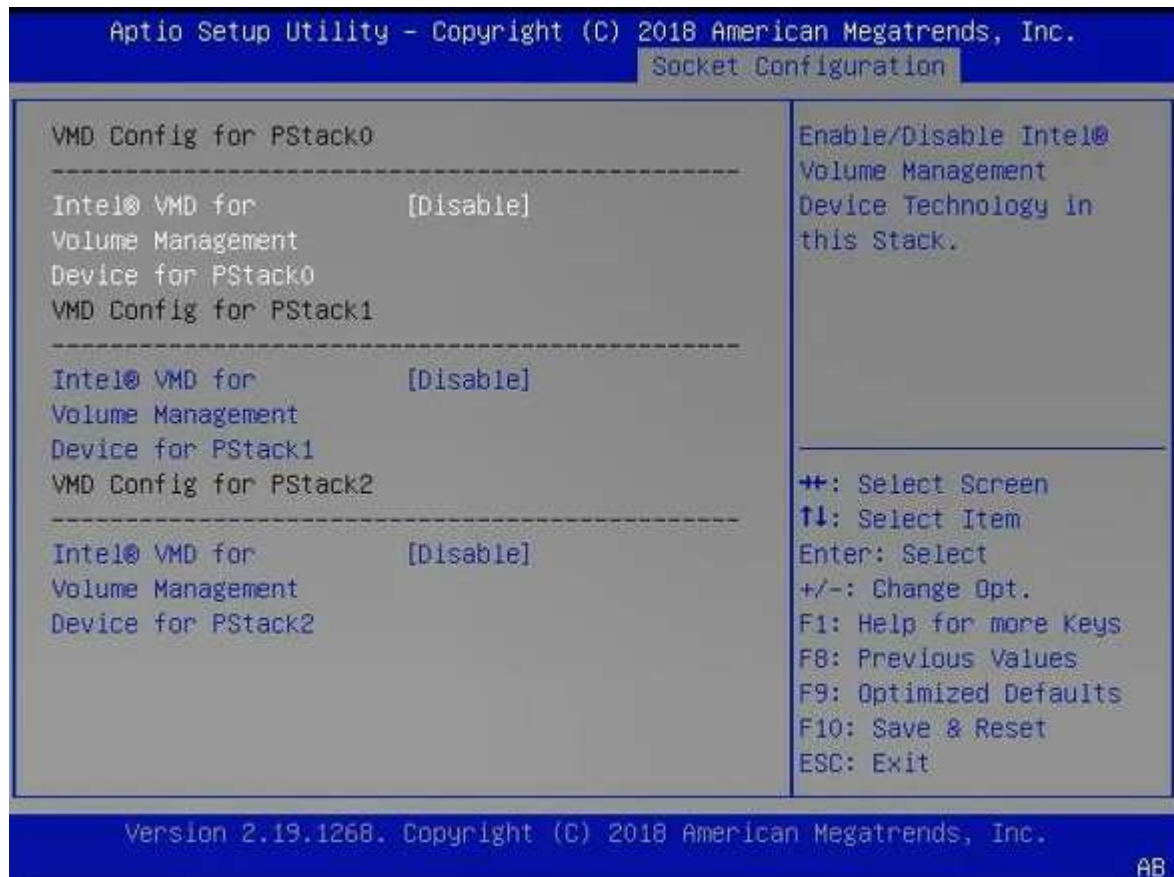 Aptio Setup Utility – Copyright (C) 2018 American Megatrends, Inc.
Socket Configuration
VMD Config for PStack0
------------------------------------------------
Intel® VMD for [Disable]
Volume Management
Device for PStack0
VMD Config for PStack1
------------------------------------------------
Intel® VMD for [Disable]
Volume Management
Device for PStack1
VMD Config for PStack2
------------------------------------------------
Intel® VMD for [Disable]
Volume Management
Device for PStack2
Enable/Disable Intel®
Volume Management
Device Technology in
this Stack.
→←: Select Screen
↑↓: Select Item
Enter: Select
+/-: Change Opt.
F1: Help for more Keys
F8: Previous Values
F9: Optimized Defaults
F10: Save & Reset
ESC: Exit
Version 2.19.1268. Copyright (C) 2018 American Megatrends, Inc.
AB